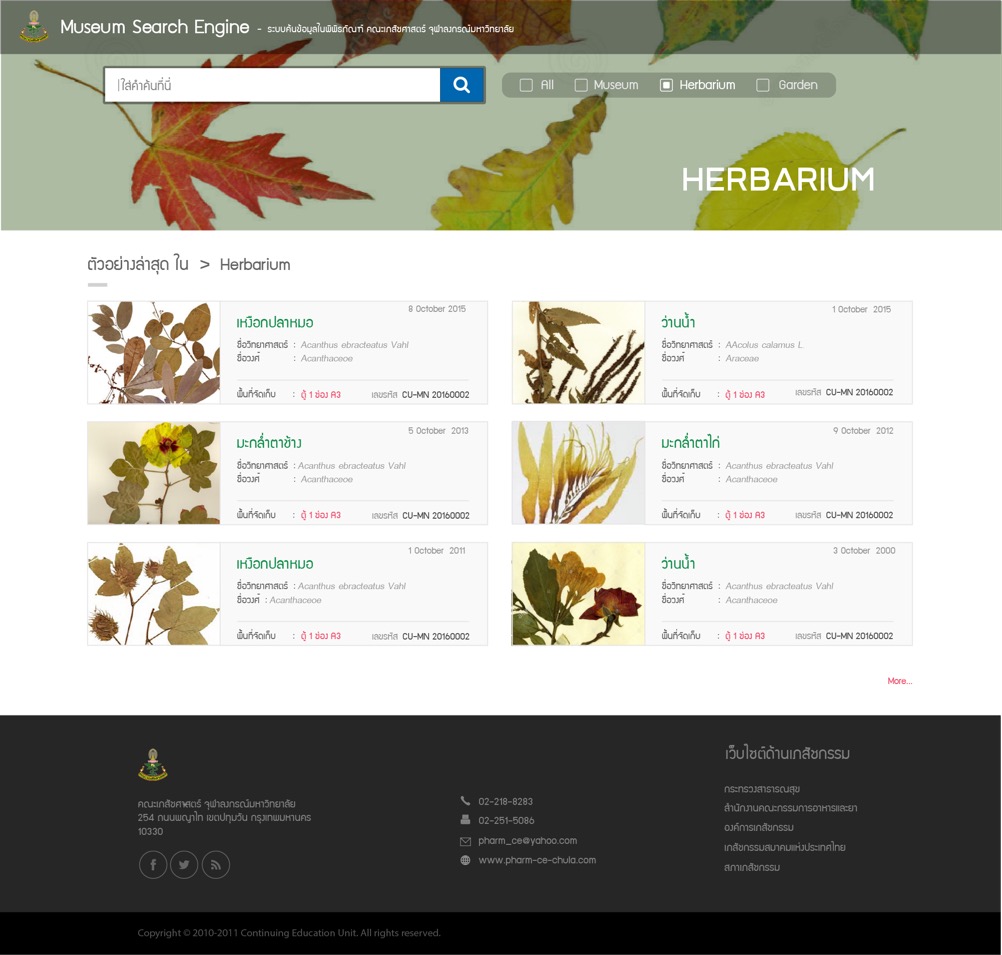 Museum Search Engine - ระบบค้นข้อมูลในพิพิธภัณฑ์ คณะเภสัชศาสตร์ จุฬาลงกรณ์มหาวิทยาลัย
ใส่คำค้นที่นี่
All Museum Herbarium Garden
HERBARIUM
ตัวอย่างล่าสุด ใน > Herbarium
8 October 2015
เหงือกปลาหมอ
ชื่อวิทยาศาสตร์ : Acanthus ebracteatus Vahl
ชื่อวงศ์ : Acanthaceoe
พื้นที่จัดเก็บ : ตู้ 1 ช่อง A3 เลขรหัส CU-MN 20160002
1 October 2015
ว่านน้ำ
ชื่อวิทยาศาสตร์ : AAcolus calamus L
ชื่อวงศ์ : Araceae
พื้นที่จัดเก็บ : ตู้ 1 ช่อง A3 เลขรหัส CU-MN 20160002
5 October 2013
มะกล่ำตาช้าง
ชื่อวิทยาศาสตร์ : Acanthus ebracteatus Vahl
ชื่อวงศ์ : Acanthaceoe
พื้นที่จัดเก็บ : ตู้ 1 ช่อง A3 เลขรหัส CU-MN 20160002
9 October 2012
มะกล่ำตาไก่
ชื่อวิทยาศาสตร์ : Acanthus ebracteatus Vahl
ชื่อวงศ์ : Acanthaceoe
พื้นที่จัดเก็บ : ตู้ 1 ช่อง A3 เลขรหัส CU-MN 20160002
1 October 2011
เหงือกปลาหมอ
ชื่อวิทยาศาสตร์ : Acanthus ebracteatus Vahl
ชื่อวงศ์ : Acanthaceoe
พื้นที่จัดเก็บ : ตู้ 1 ช่อง A3 เลขรหัส CU-MN 20160002
3 October 2000
ว่านน้ำ
ชื่อวิทยาศาสตร์ : Acanthus ebracteatus Vahl
ชื่อวงศ์ : Acanthaceoe
พื้นที่จัดเก็บ : ตู้ 1 ช่อง A3 เลขรหัส CU-MN 20160002
More...
คณะเภสัชศาสตร์ จุฬาลงกรณ์มหาวิทยาลัย
254 ถนนพญาไท เขตปทุมวัน กรุงเทพมหานคร
10330
02-218-8283
02-251-5086
pharm_ce@yahoo.com
www.pharm-ce-chula.com
เว็บไซต์ด้านเภสัชกรรม
กระทรวงสาธารณสุข
สำนักงานคณะกรรมการอาหารและยา
องค์การเภสัชกรรม
เภสัชกรรมสมาคมแห่งประเทศไทย
สภาเภสัชกรรม
Copyright © 2010-2011 Continuing Education Unit. All rights reserved.